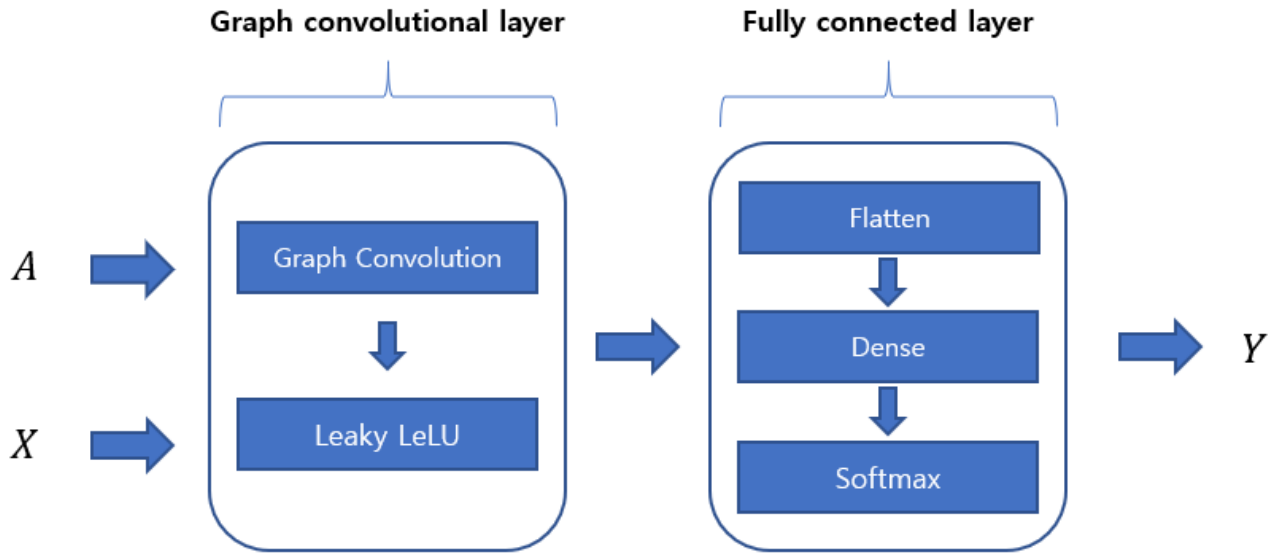 Graph convolutional layer
Fully connected layer
A
X
Graph Convolution
Leaky LeLU
Flatten
Dense
Softmax
Y